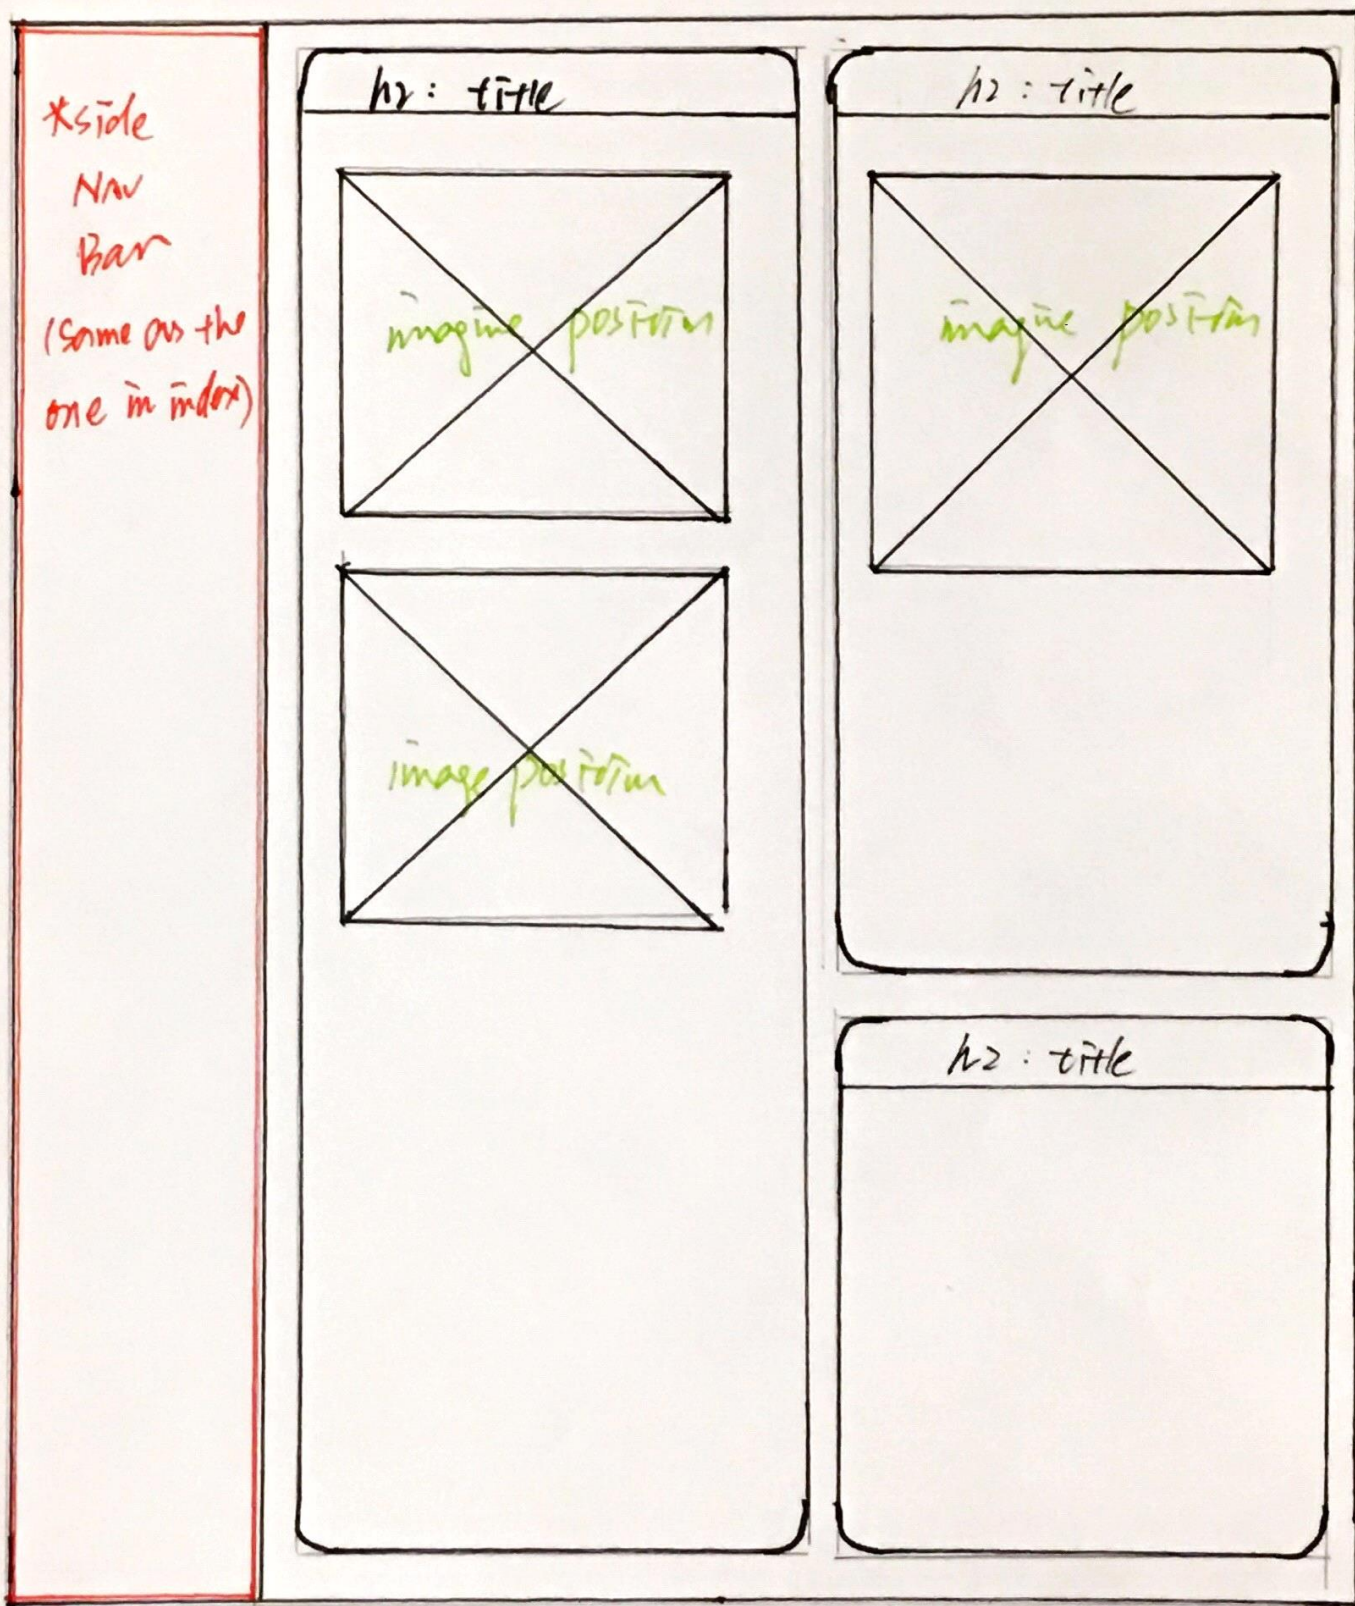 *side
NAV
Bar
(same as the
one in index)
h2: title
imagine position
image position
h2: title
imagine position
h2: title